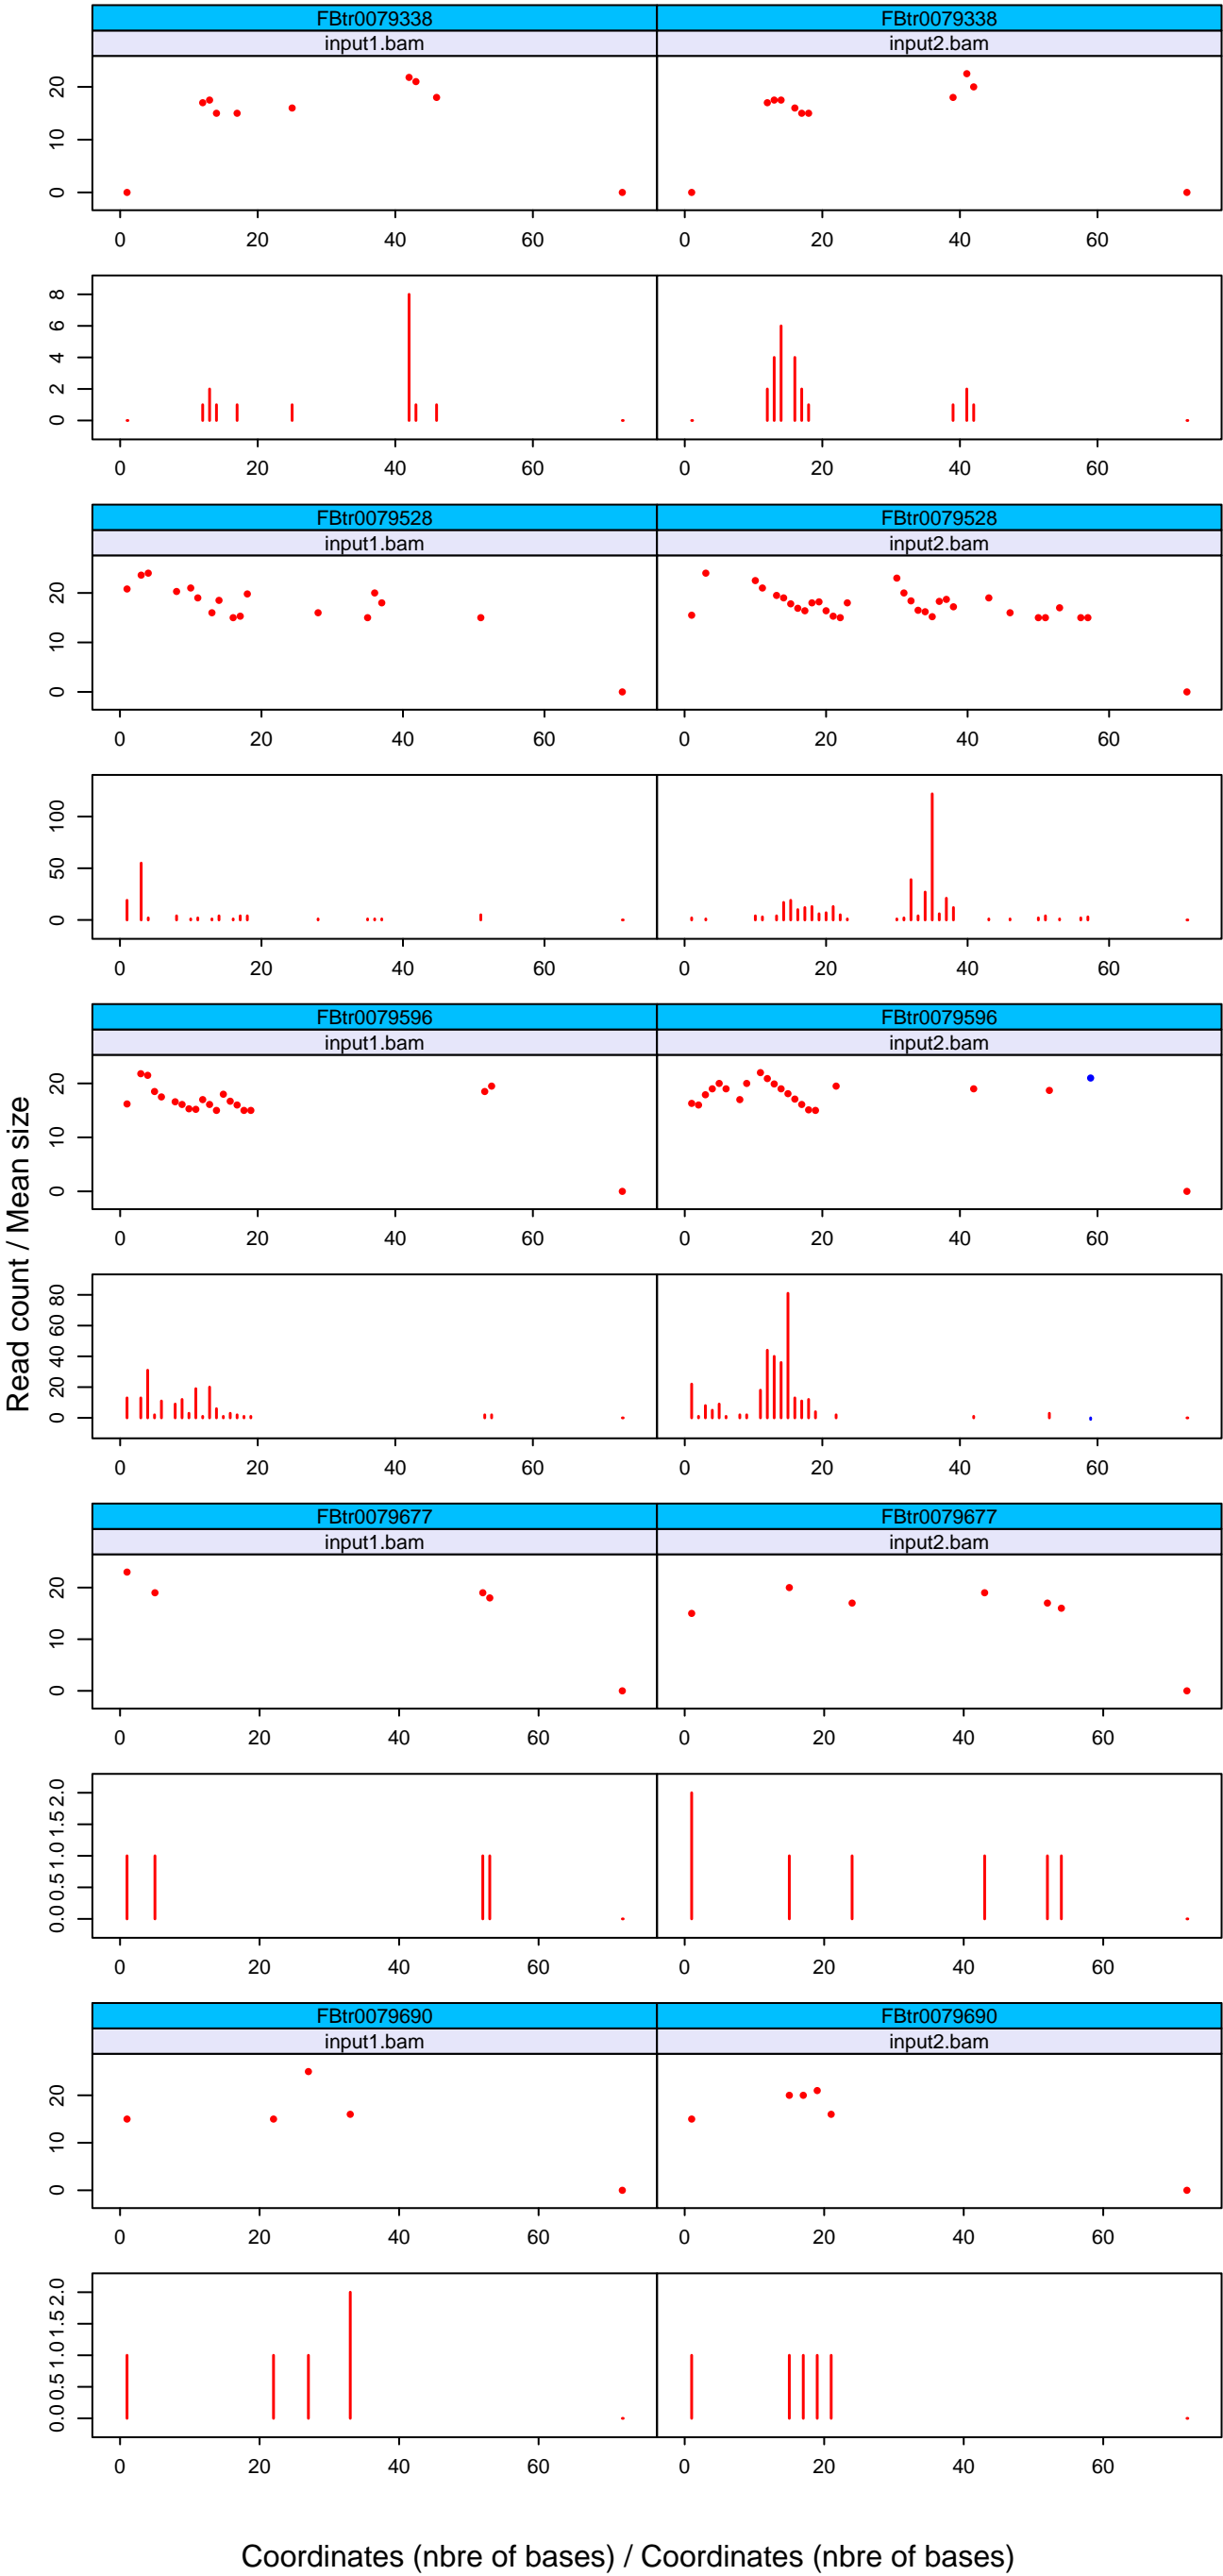 FBtr0079338 FBtr0079338
input1.bam input2.bam
20
10
0
0 20 40 60 0 20 40 60
8
6
4
2
0
0 20 40 60 0 20 40 60
FBtr0079528 FBtr0079528
input1.bam input2.bam
20
10
0
0 20 40 60 0 20 40 60
100
50
0
0 20 40 60 0 20 40 60
FBtr0079596 FBtr0079596
input1.bam input2.bam
20
10
0
0 20 40 60 0 20 40 60
Read count / Mean size
80
60
40
20
0
0 20 40 60 0 20 40 60
FBtr0079677 FBtr0079677
input1.bam input2.bam
20
10
0
0 20 40 60 0 20 40 60
2.0
1.5
1.0
0.5
0.0
0 20 40 60 0 20 40 60
FBtr0079690 FBtr0079690
input1.bam input2.bam
20
10
0
0 20 40 60 0 20 40 60
2.0
1.5
1.0
0.5
0.0
0 20 40 60 0 20 40 60
Coordinates (nbre of bases) / Coordinates (nbre of bases)